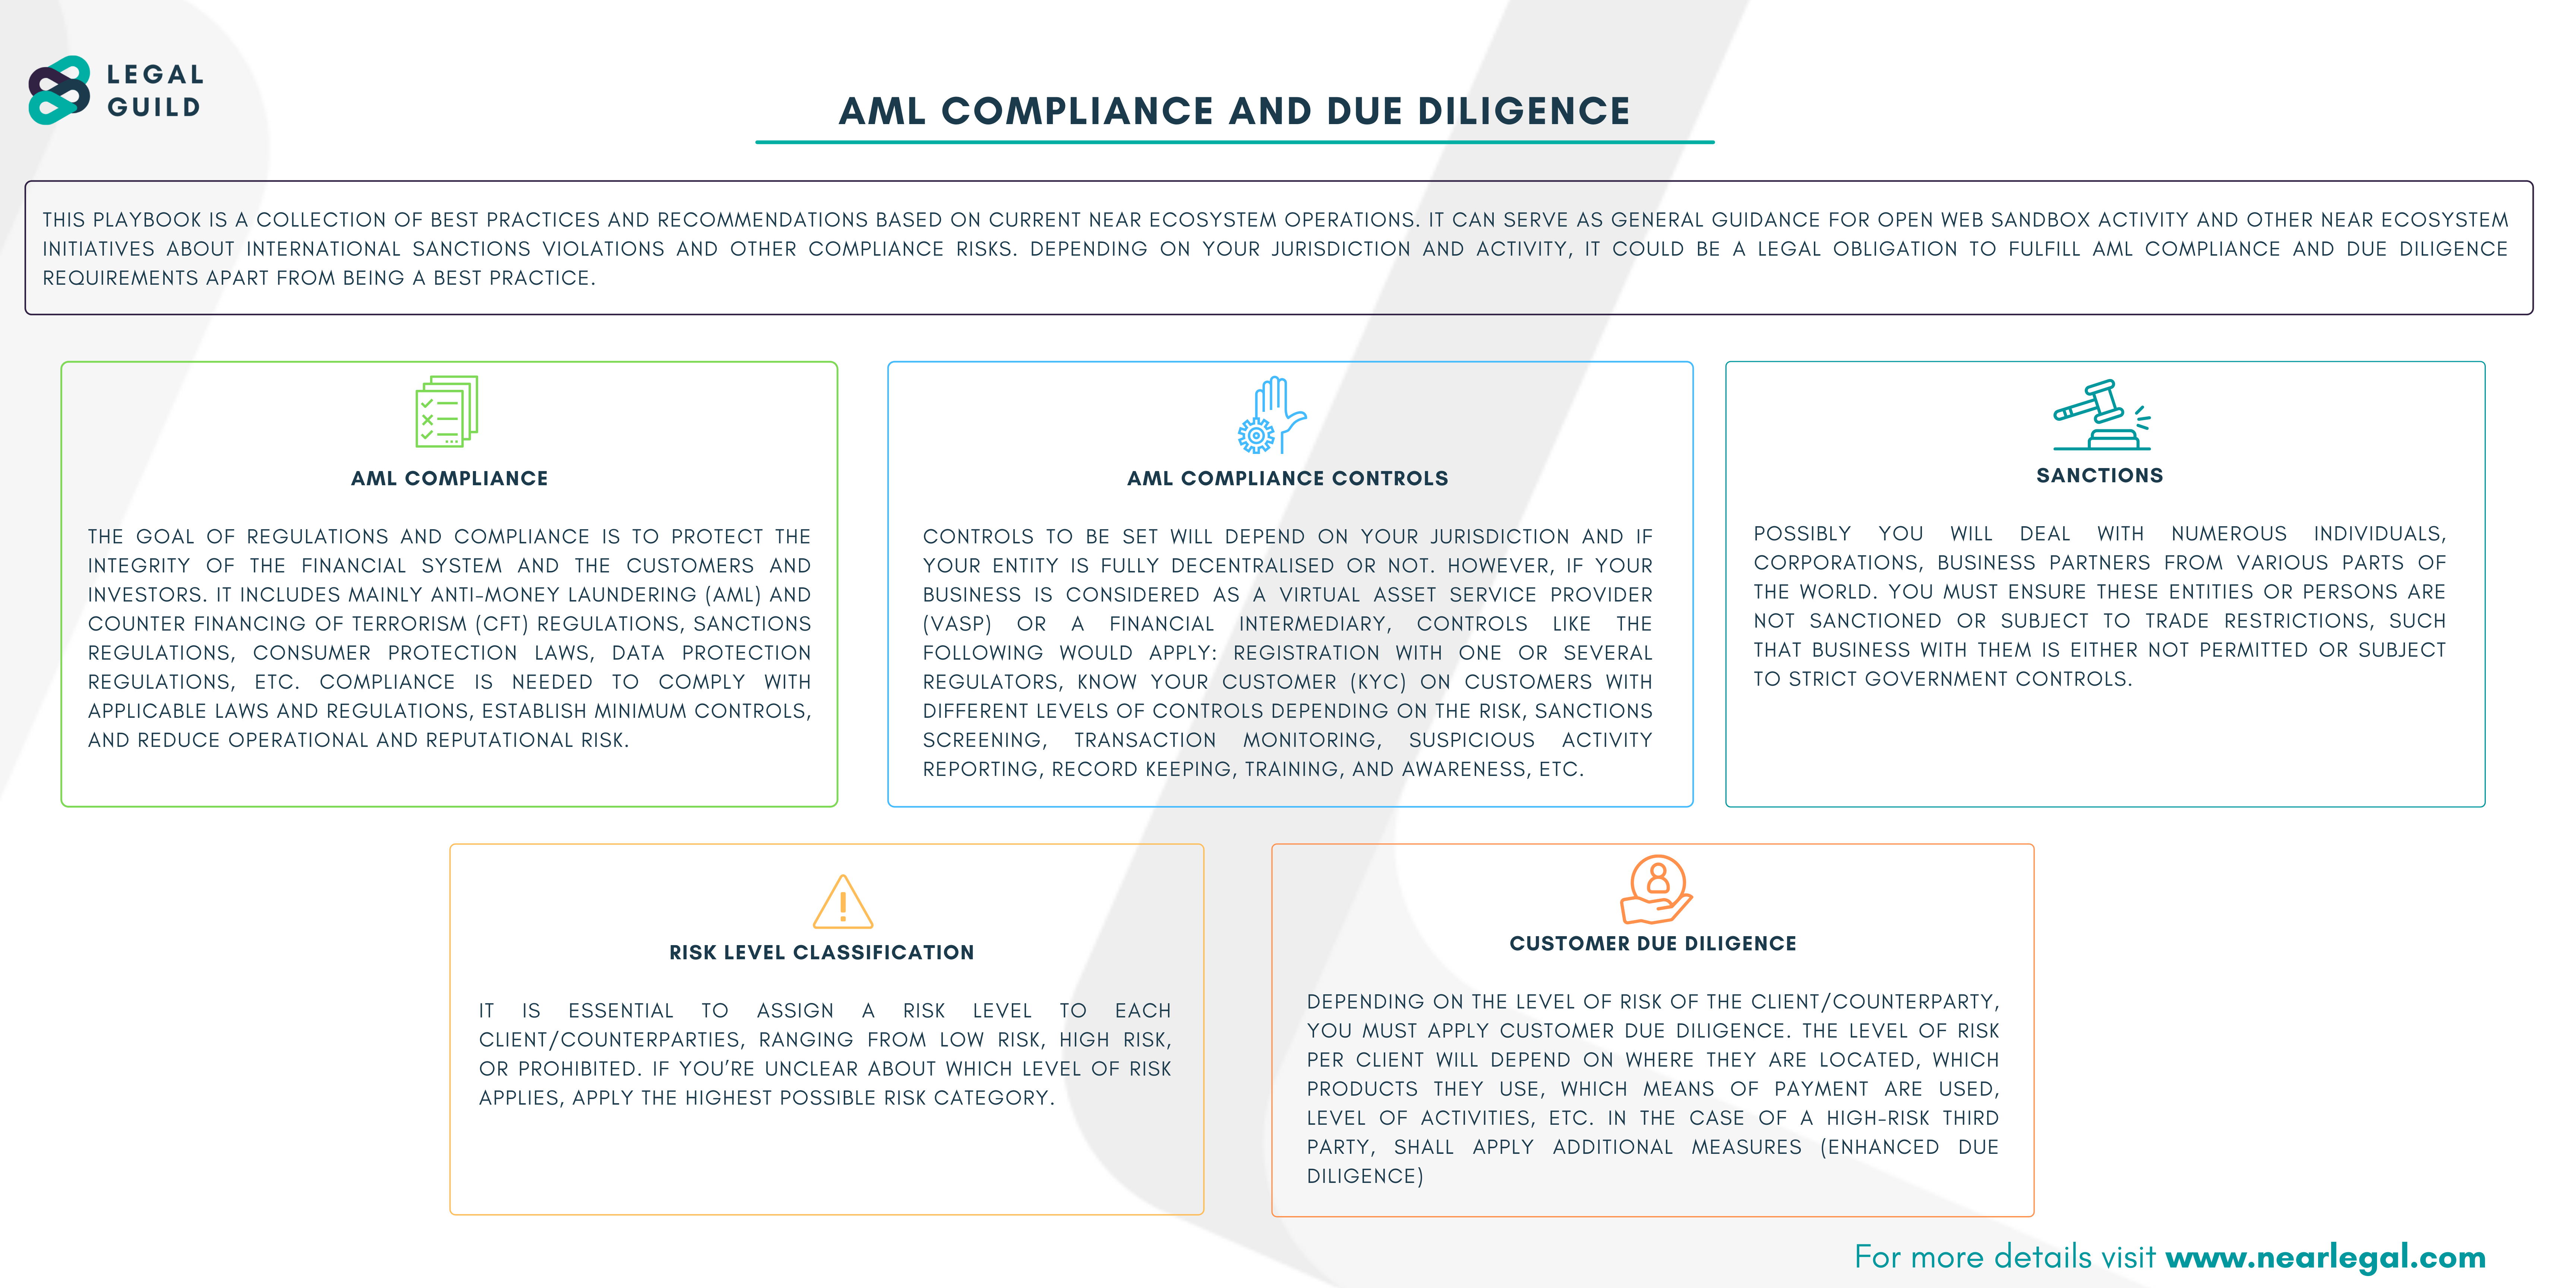 LEGAL
GUILD
AML COMPLIANCE AND DUE DILIGENCE
THIS PLAYBOOK IS A COLLECTION OF BEST PRACTICES AND RECOMMENDATIONS BASED ON CURRENT NEAR ECOSYSTEM OPERATIONS. IT CAN SERVE AS GENERAL GUIDANCE FOR OPEN WEB SANDBOX ACTIVITY AND OTHER NEAR ECOSYSTEM
INITIATIVES ABOUT INTERNATIONAL SANCTIONS VIOLATIONS AND OTHER COMPLIANCE RISKS. DEPENDING ON YOUR JURISDICTION AND ACTIVITY, IT COULD BE A LEGAL OBLIGATION TO FULFILL AML COMPLIANCE AND DUE DILIGENCE
REQUIREMENTS APART FROM BEING A BEST PRACTICE.
AML COMPLIANCE
THE GOAL OF REGULATIONS AND COMPLIANCE IS TO PROTECT THE
INTEGRITY OF THE FINANCIAL SYSTEM AND THE CUSTOMERS AND
INVESTORS. IT INCLUDES MAINLY ANTI-MONEY LAUNDERING (AML) AND
COUNTER FINANCING OF TERRORISM (CFT) REGULATIONS, SANCTIONS
REGULATIONS, CONSUMER PROTECTION LAWS, DATA PROTECTION
REGULATIONS, ETC. COMPLIANCE IS NEEDED TO COMPLY WITH
APPLICABLE LAWS AND REGULATIONS, ESTABLISH MINIMUM CONTROLS,
AND REDUCE OPERATIONAL AND REPUTATIONAL RISK.
AML COMPLIANCE CONTROLS
CONTROLS TO BE SET WILL DEPEND ON YOUR JURISDICTION AND IF
YOUR ENTITY IS FULLY DECENTRALISED OR NOT. HOWEVER, IF YOUR
BUSINESS IS CONSIDERED AS A VIRTUAL ASSET SERVICE PROVIDER
(VASP) OR A FINANCIAL INTERMEDIARY, CONTROLS LIKE THE
FOLLOWING WOULD APPLY: REGISTRATION WITH ONE OR SEVERAL
REGULATORS, KNOW YOUR CUSTOMER (KYC) ON CUSTOMERS WITH
DIFFERENT LEVELS OF CONTROLS DEPENDING ON THE RISK, SANCTIONS
SCREENING, TRANSACTION MONITORING, SUSPICIOUS ACTIVITY
REPORTING, RECORD KEEPING, TRAINING, AND AWARENESS, ETC.
SANCTIONS
POSSIBLY YOU WILL DEAL WITH NUMEROUS INDIVIDUALS,
CORPORATIONS, BUSINESS PARTNERS FROM VARIOUS PARTS OF
THE WORLD. YOU MUST ENSURE THESE ENTITIES OR PERSONS ARE
NOT SANCTIONED OR SUBJECT TO TRADE RESTRICTIONS, SUCH
THAT BUSINESS WITH THEM IS EITHER NOT PERMITTED OR SUBJECT
TO STRICT GOVERNMENT CONTROLS.
RISK LEVEL CLASSIFICATION
IT IS ESSENTIAL TO ASSIGN A RISK LEVEL TO EACH
CLIENT/COUNTERPARTIES, RANGING FROM LOW RISK, HIGH RISK,
OR PROHIBITED. IF YOU'RE UNCLEAR ABOUT WHICH LEVEL OF RISK
APPLIES, APPLY THE HIGHEST POSSIBLE RISK CATEGORY.
CUSTOMER DUE DILIGENCE
DEPENDING ON THE LEVEL OF RISK OF THE CLIENT/COUNTERPARTY,
YOU MUST APPLY CUSTOMER DUE DILIGENCE. THE LEVEL OF RISK
PER CLIENT WILL DEPEND ON WHERE THEY ARE LOCATED, WHICH
PRODUCTS THEY USE, WHICH MEANS OF PAYMENT ARE USED,
LEVEL OF ACTIVITIES, ETC. IN THE CASE OF A HIGH-RISK THIRD
PARTY, SHALL APPLY ADDITIONAL MEASURES (ENHANCED DUE
DILIGENCE)
For more details visit www.nearlegal.com